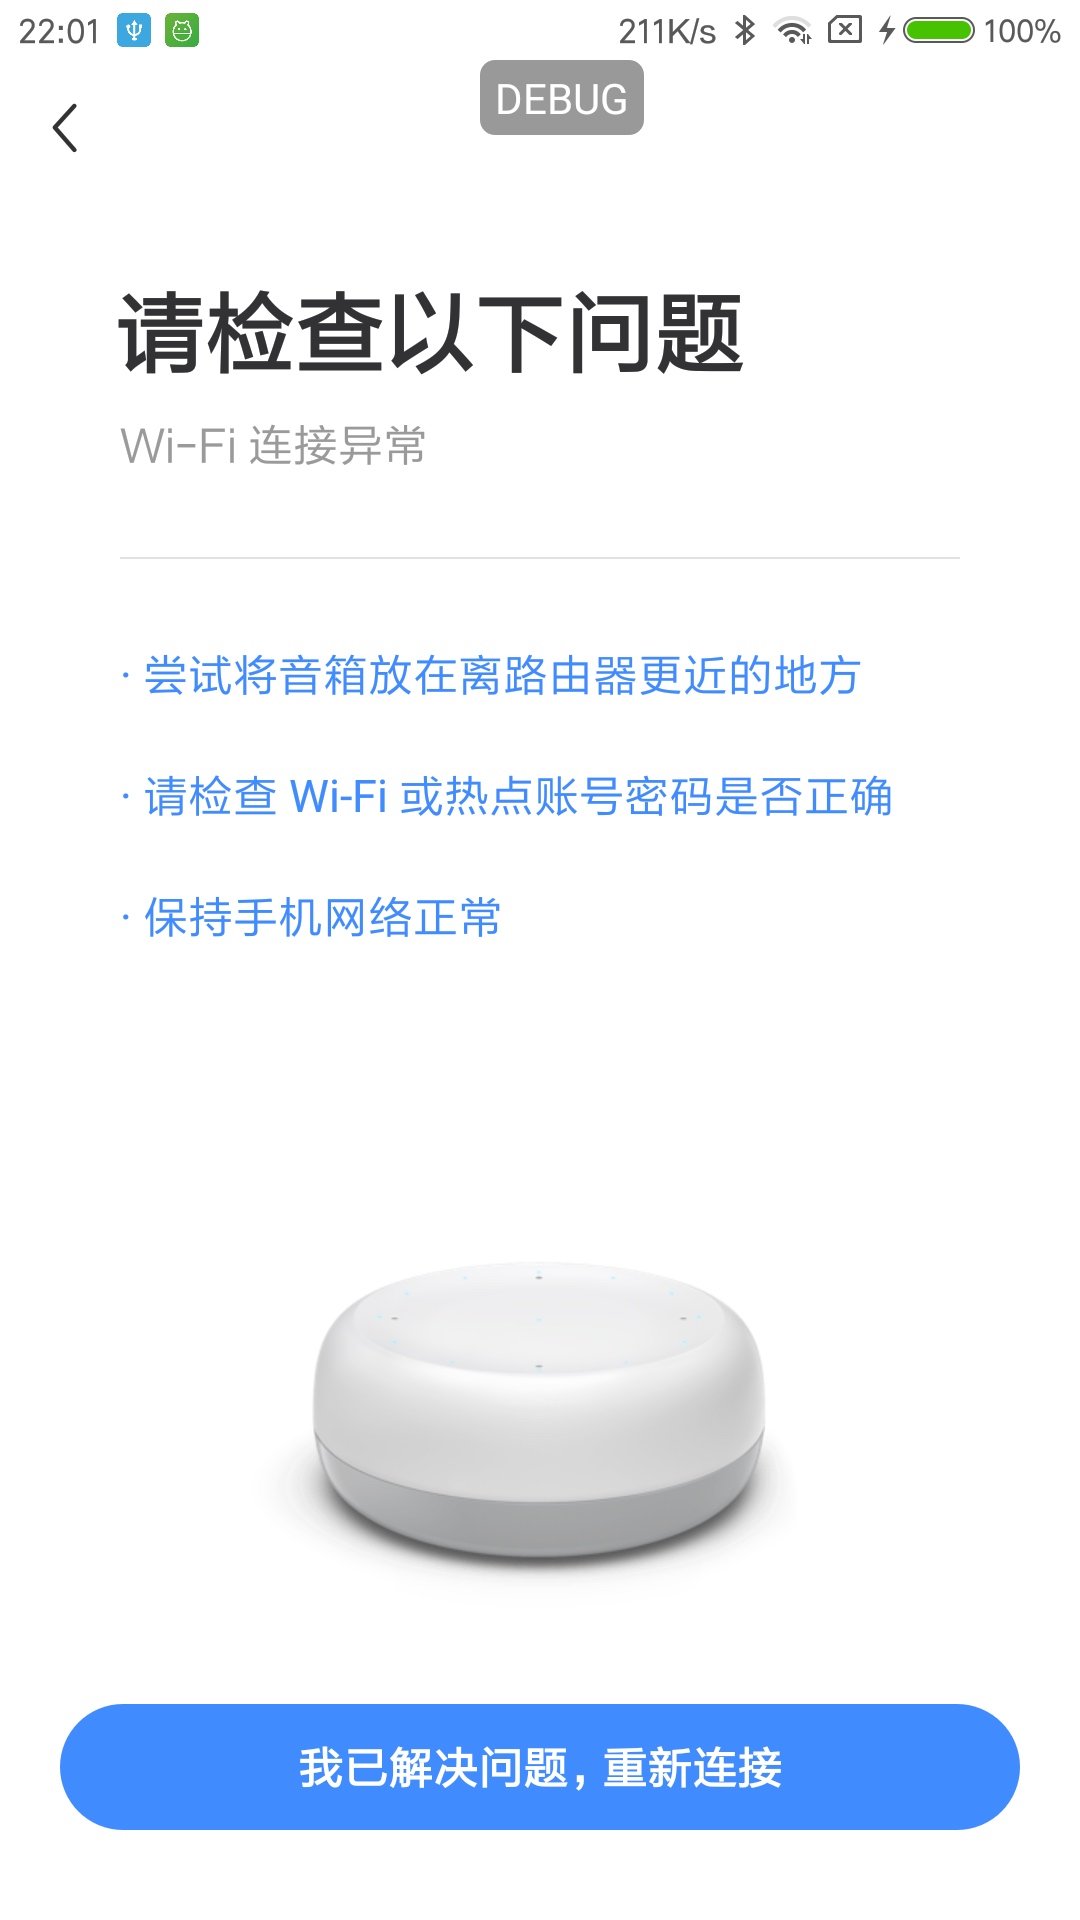 22:01 211K/s 100%
DEBUG
请检查以下问题
Wi-Fi 连接异常
· 尝试将音箱放在离路由器更近的地方
· 请检查 Wi-Fi 或热点账号密码是否正确
· 保持手机网络正常
我已解决问题，重新连接